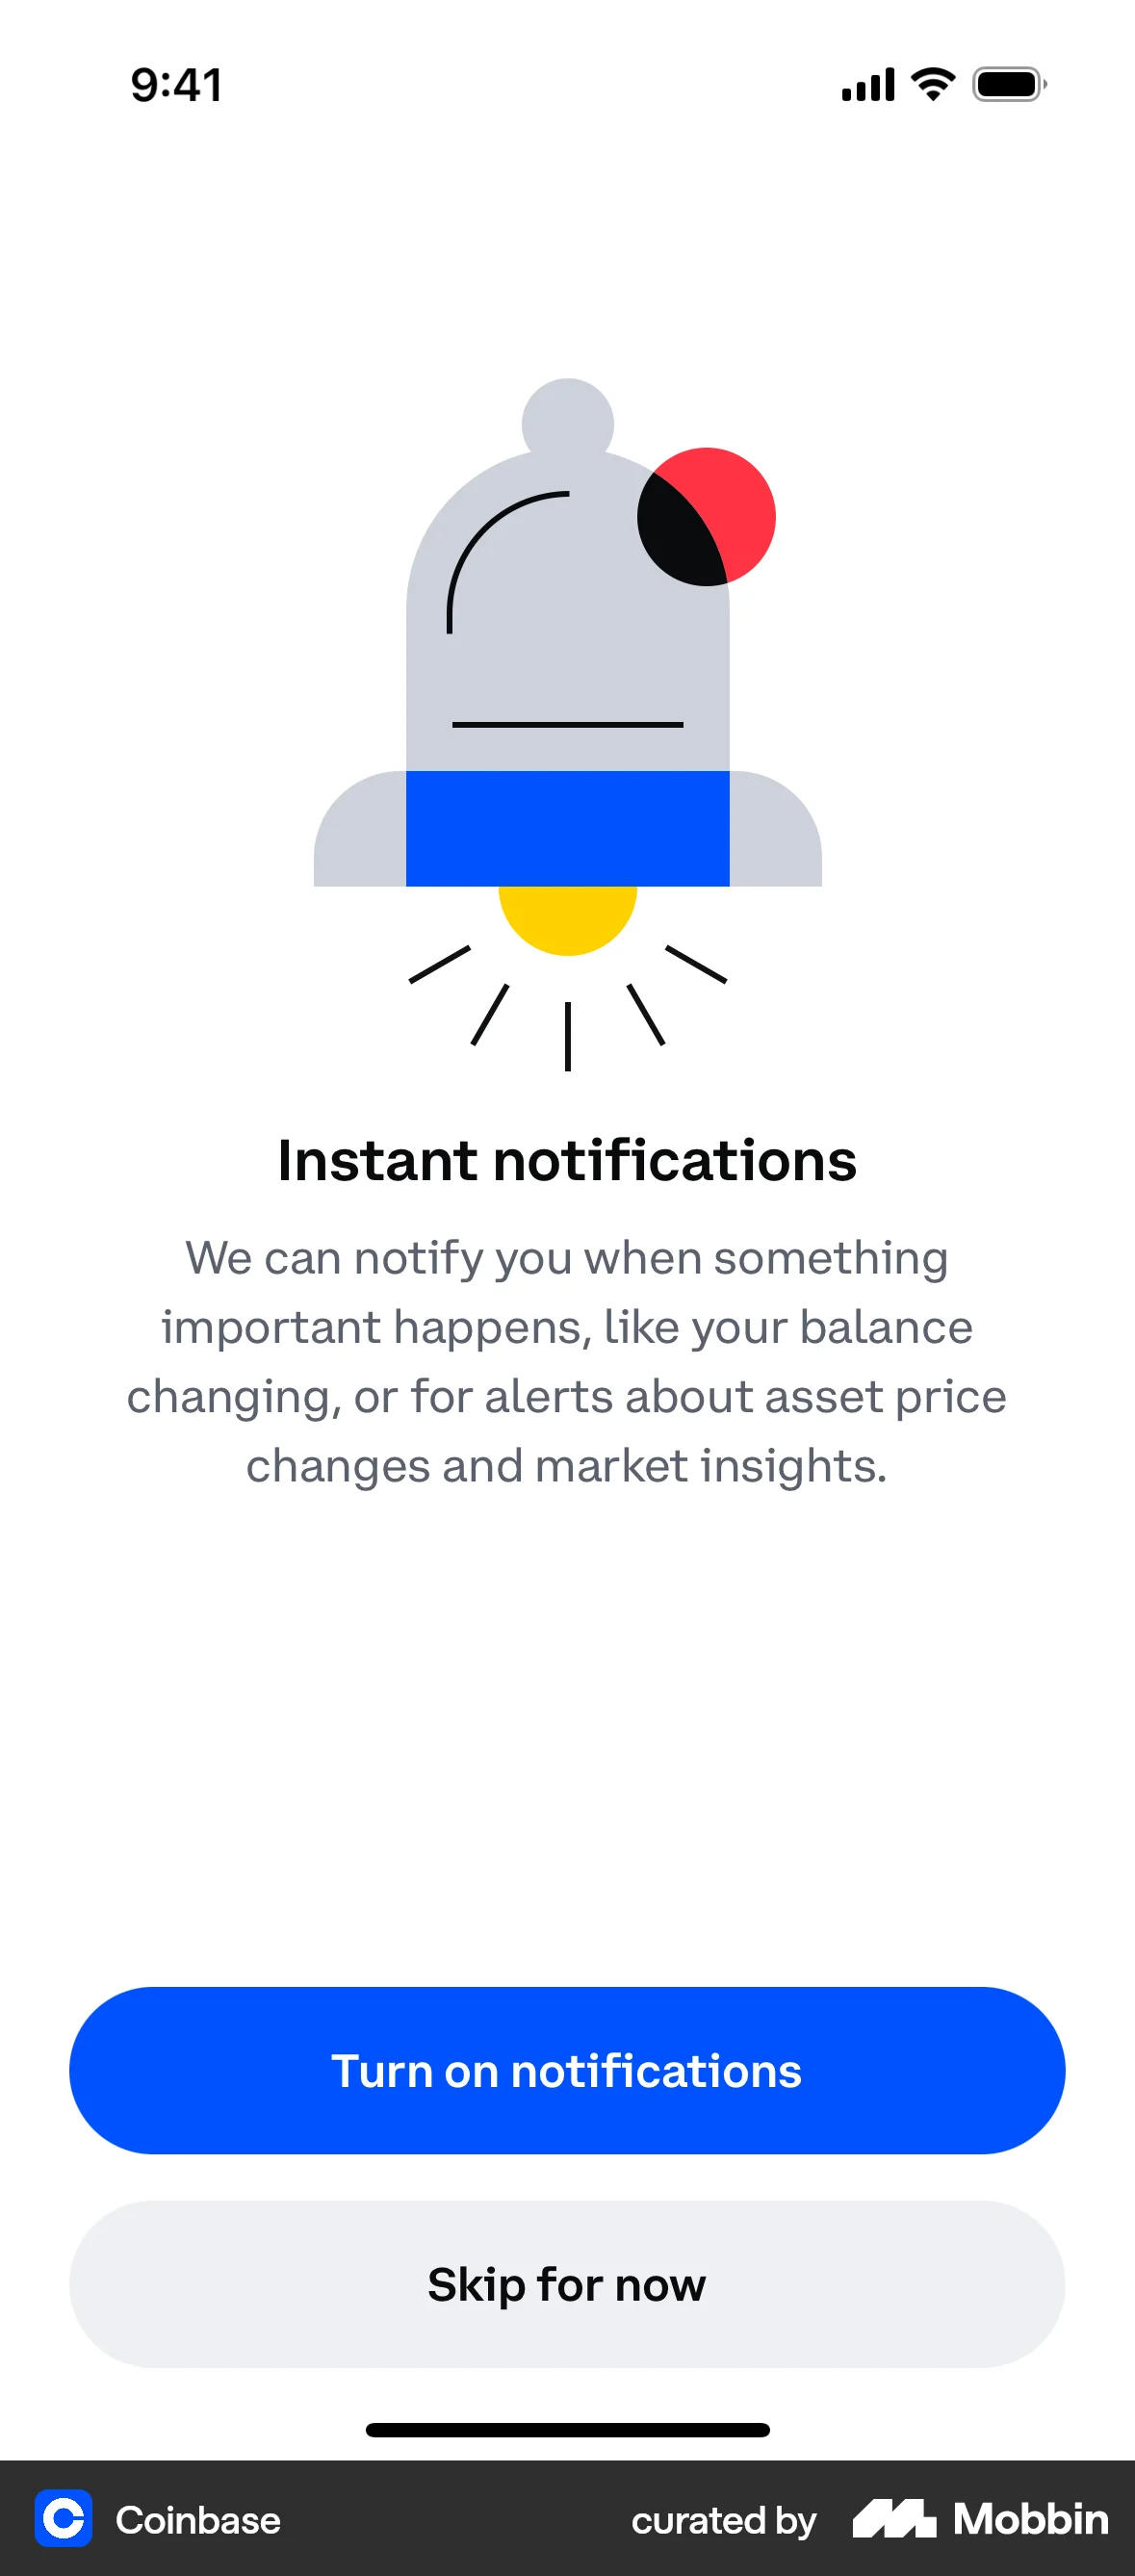 9:41
Instant notifications
We can notify you when something
important happens, like your balance
changing, or for alerts about asset price
changes and market insights.
Turn on notifications
Skip for now
Coinbase
curated by Mobbin